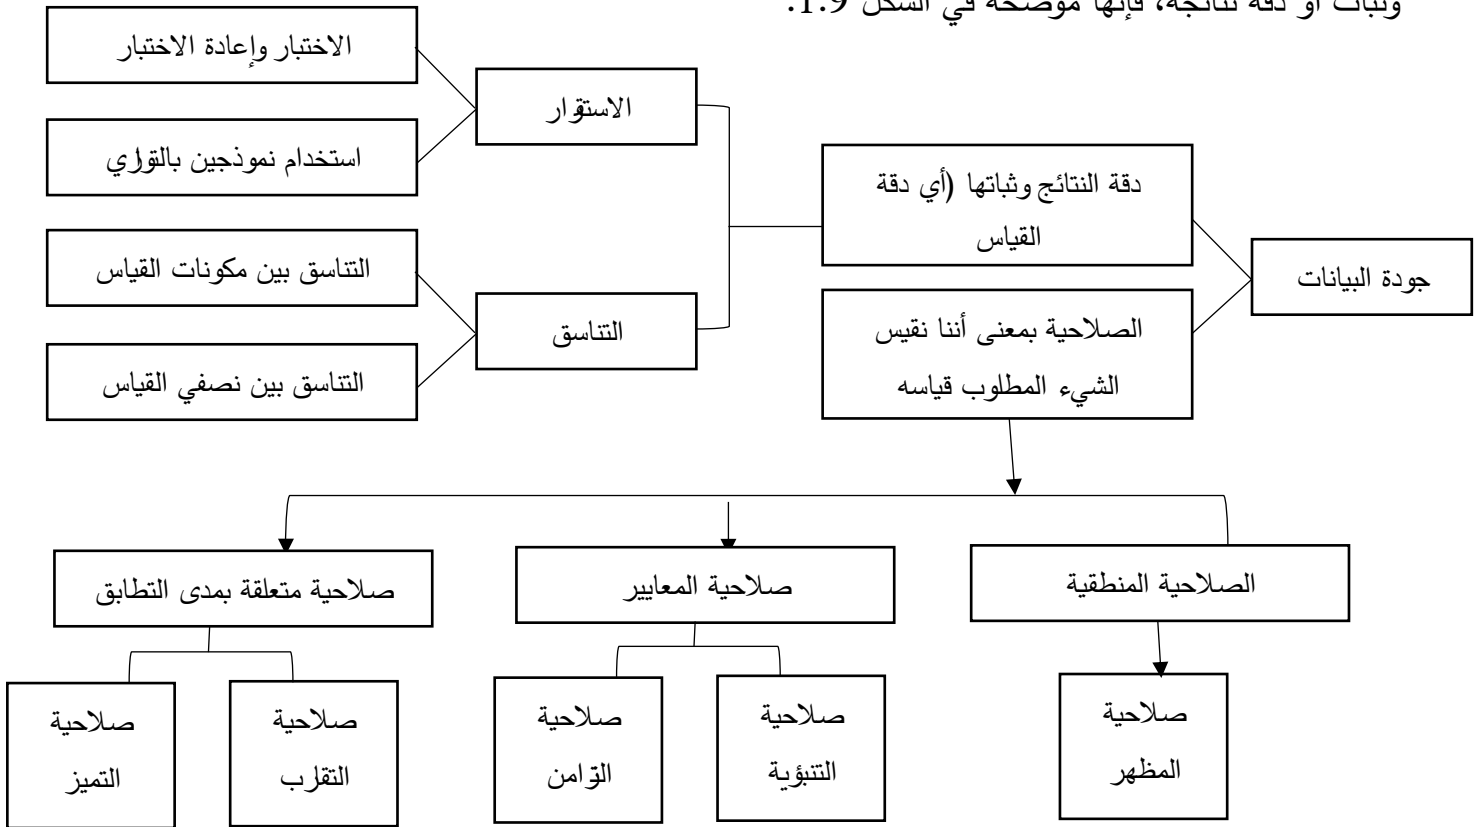 وثبات أو دقة نتائجه، فإنها موضحة في الشكل 1.9.
الاختبار وإعادة الاختبار
الاستقرار
استخدام نموذجين بالتوازي
دقة النتائج وثباتها (أي دقة
القياس
جودة البيانات
التناسق بين مكونات القياس
التناسق
الصلاحية بمعنى أننا نقيس
الشيء المطلوب قياسه
التناسق بين نصفي القياس
الصلاحية المنطقية
صلاحية المعايير
صلاحية متعلقة بمدى التطابق
صلاحية
المظهر
صلاحية
التنبؤية
صلاحية
التزامن
صلاحية
التقارب
صلاحية
التميز